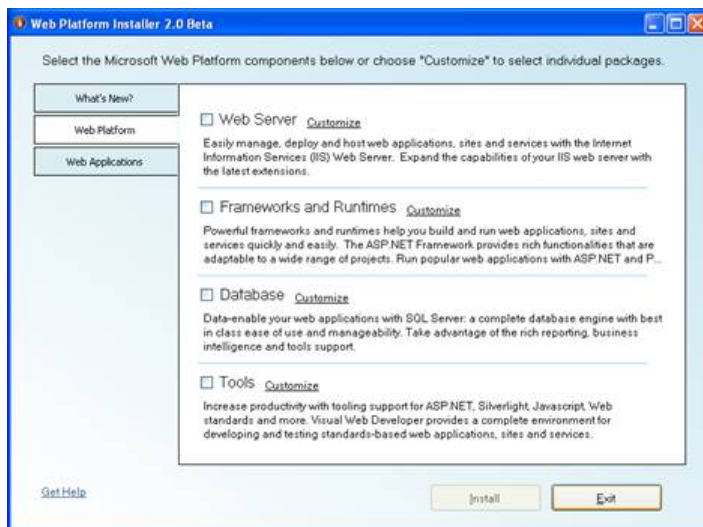 Web Platform Installer 2.0 Beta
Select the Microsoft Web Platform components below or choose "Customize" to select individual packages.
What's New?
Web Platform
Web Applications
Web Server Customize
Easily manage, deploy and host web applications, sites and services with the Internet
Information Services (IIS) Web Server. Expand the capabilities of your IIS web server with
the latest extensions.
Frameworks and Runtimes Customize
Powerful frameworks and runtimes help you build and run web applications, sites and
services quickly and easily. The ASP.NET Framework provides rich functionalities that are
adaptable to a wide range of projects. Run popular web applications with ASP.NET and P...
Database Customize
Data-enable your web applications with SQL Server: a complete database engine with best
in class ease of use and manageability. Take advantage of the rich reporting, business
intelligence and tools support.
Tools Customize
Increase productivity with tooling support for ASP.NET, Silverlight, Javascript, Web
standards and more. Visual Web Developer provides a complete environment for
developing and testing standards-based web applications, sites and services.
Get Help
Install
Exit